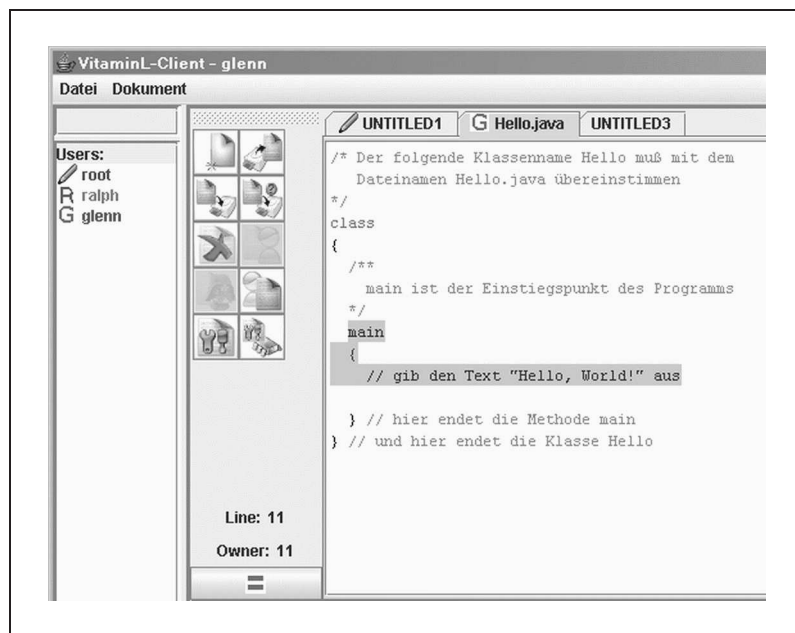 VitaminL-Client - glenn
Datei Dokument
Users:
root
R ralph
G glenn
Line: 11
Owner: 11
UNTITLED1 G Hello.java UNTITLED3
/* Der folgende Klassenname Hello muß mit dem
Dateinamen Hello.java übereinstimmen
*/
class
{
/**
main ist der Einstiegspunkt des Programms
*/
main
{
// gib den Text "Hello, World!" aus
} // hier endet die Methode main
} // und hier endet die Klasse Hello